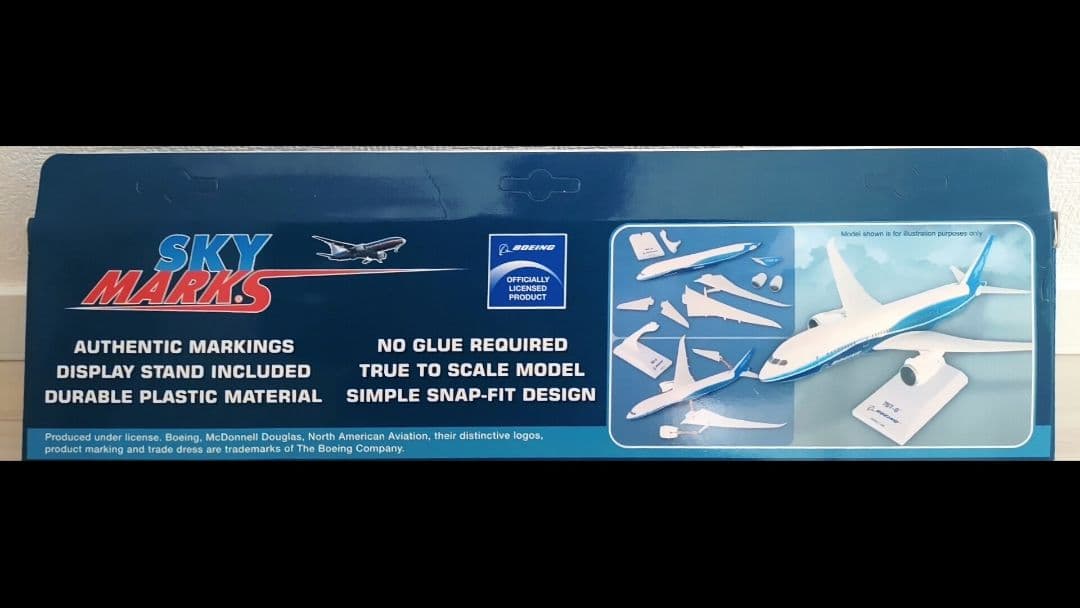 SKY
MARKS
BOEING
OFFICIALLY
LICENSED
PRODUCT
Model shown is for illustration purposes only
AUTHENTIC MARKINGS
DISPLAY STAND INCLUDED
DURABLE PLASTIC MATERIAL
NO GLUE REQUIRED
TRUE TO SCALE MODEL
SIMPLE SNAP-FIT DESIGN
BOEING
Produced under license. Boeing, McDonnell Douglas, North American Aviation, their distinctive logos,
product marking and trade dress are trademarks of The Boeing Company.